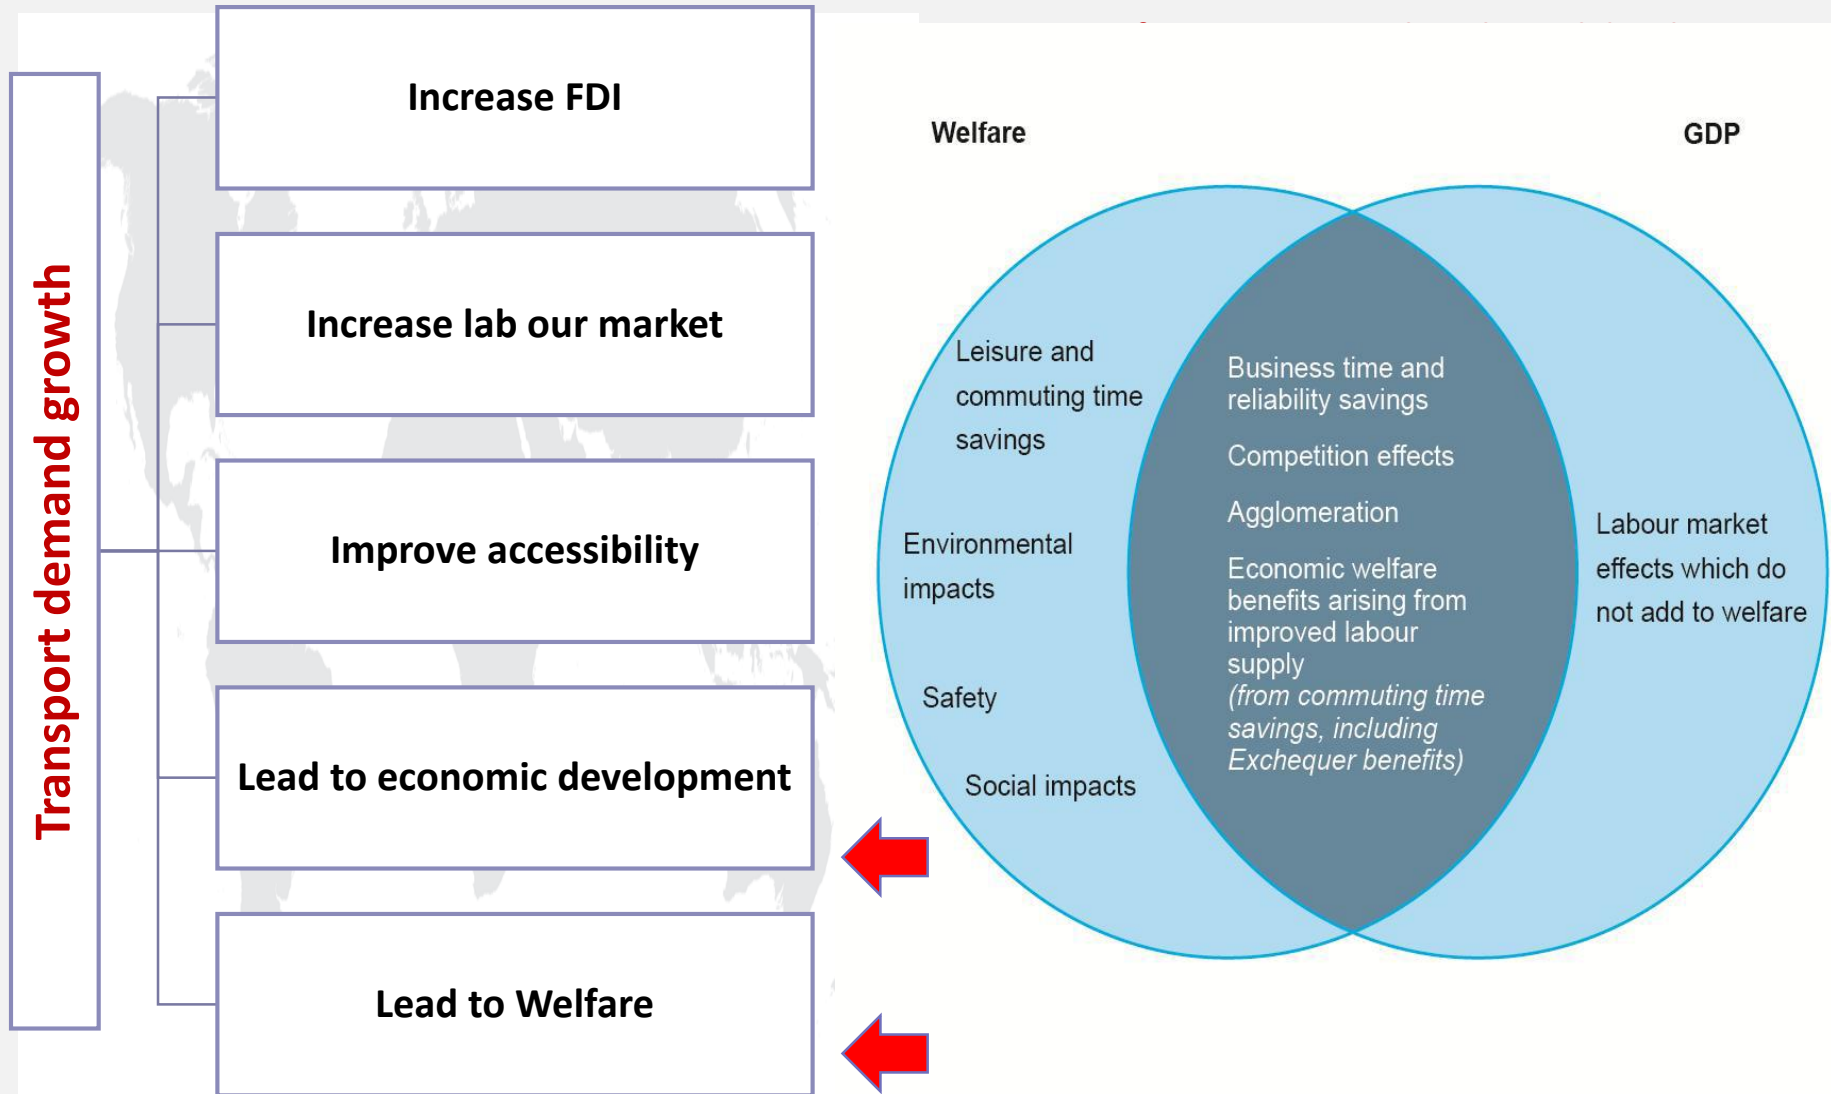 Transport demand growth
Increase FDI
Increase lab our market
Improve accessibility
Lead to economic development
Lead to Welfare
Welfare
GDP
Leisure and
commuting time
savings
Environmental
impacts
Safety
Social impacts
Business time and
reliability savings
Competition effects
Agglomeration
Economic welfare
benefits arising from
improved labour
supply
(from commuting time
savings, including
Exchequer benefits)
Labour market
effects which do
not add to welfare